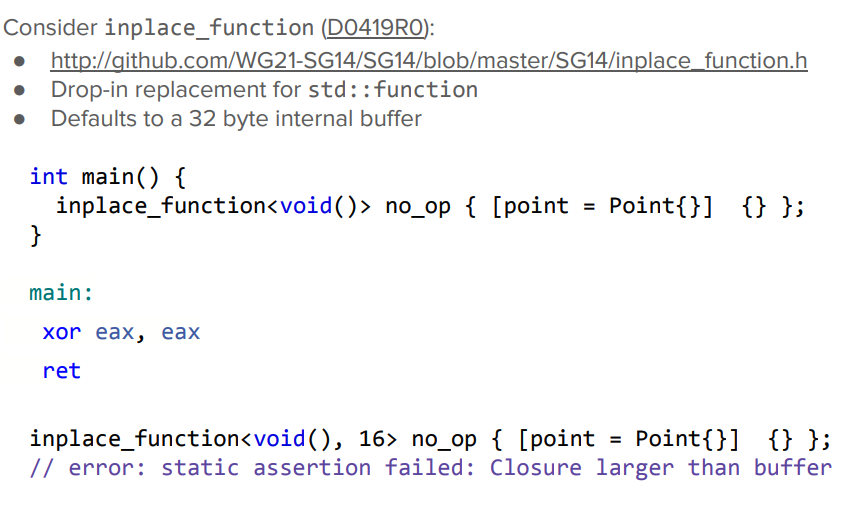 Consider inplace_function (D0419R0):
● http://github.com/WG21-SG14/SG14/blob/master/SG14/inplace_function.h
● Drop-in replacement for std::function
● Defaults to a 32 byte internal buffer
int main() {
  inplace_function<void()> no_op { [point = Point{}]  {} };
}
main:
 xor eax, eax
 ret
inplace_function<void(), 16> no_op { [point = Point{}]  {} };
// error: static assertion failed: Closure larger than buffer